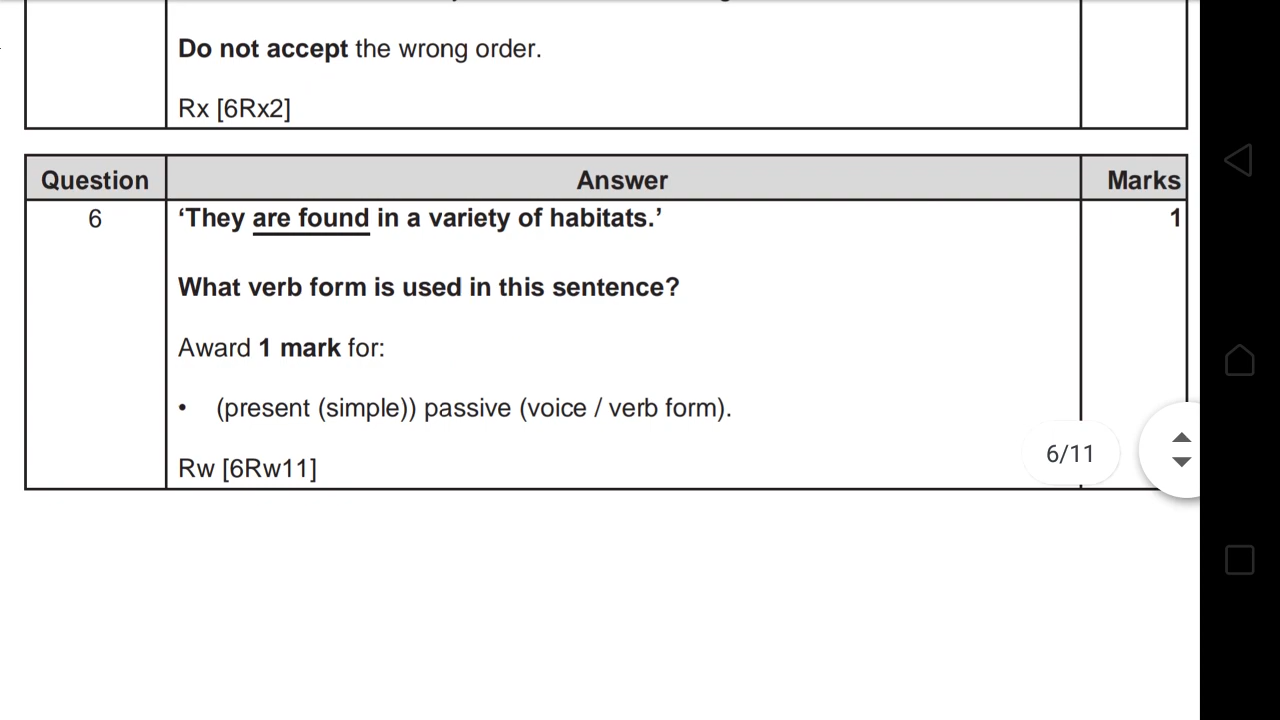 Do not accept the wrong order.
Rx [6Rx2]
Question Answer Marks
6 ‘They are found in a variety of habitats.’ 1
What verb form is used in this sentence?
Award 1 mark for:
• (present (simple)) passive (voice / verb form).
Rw [6Rw11]
6/11